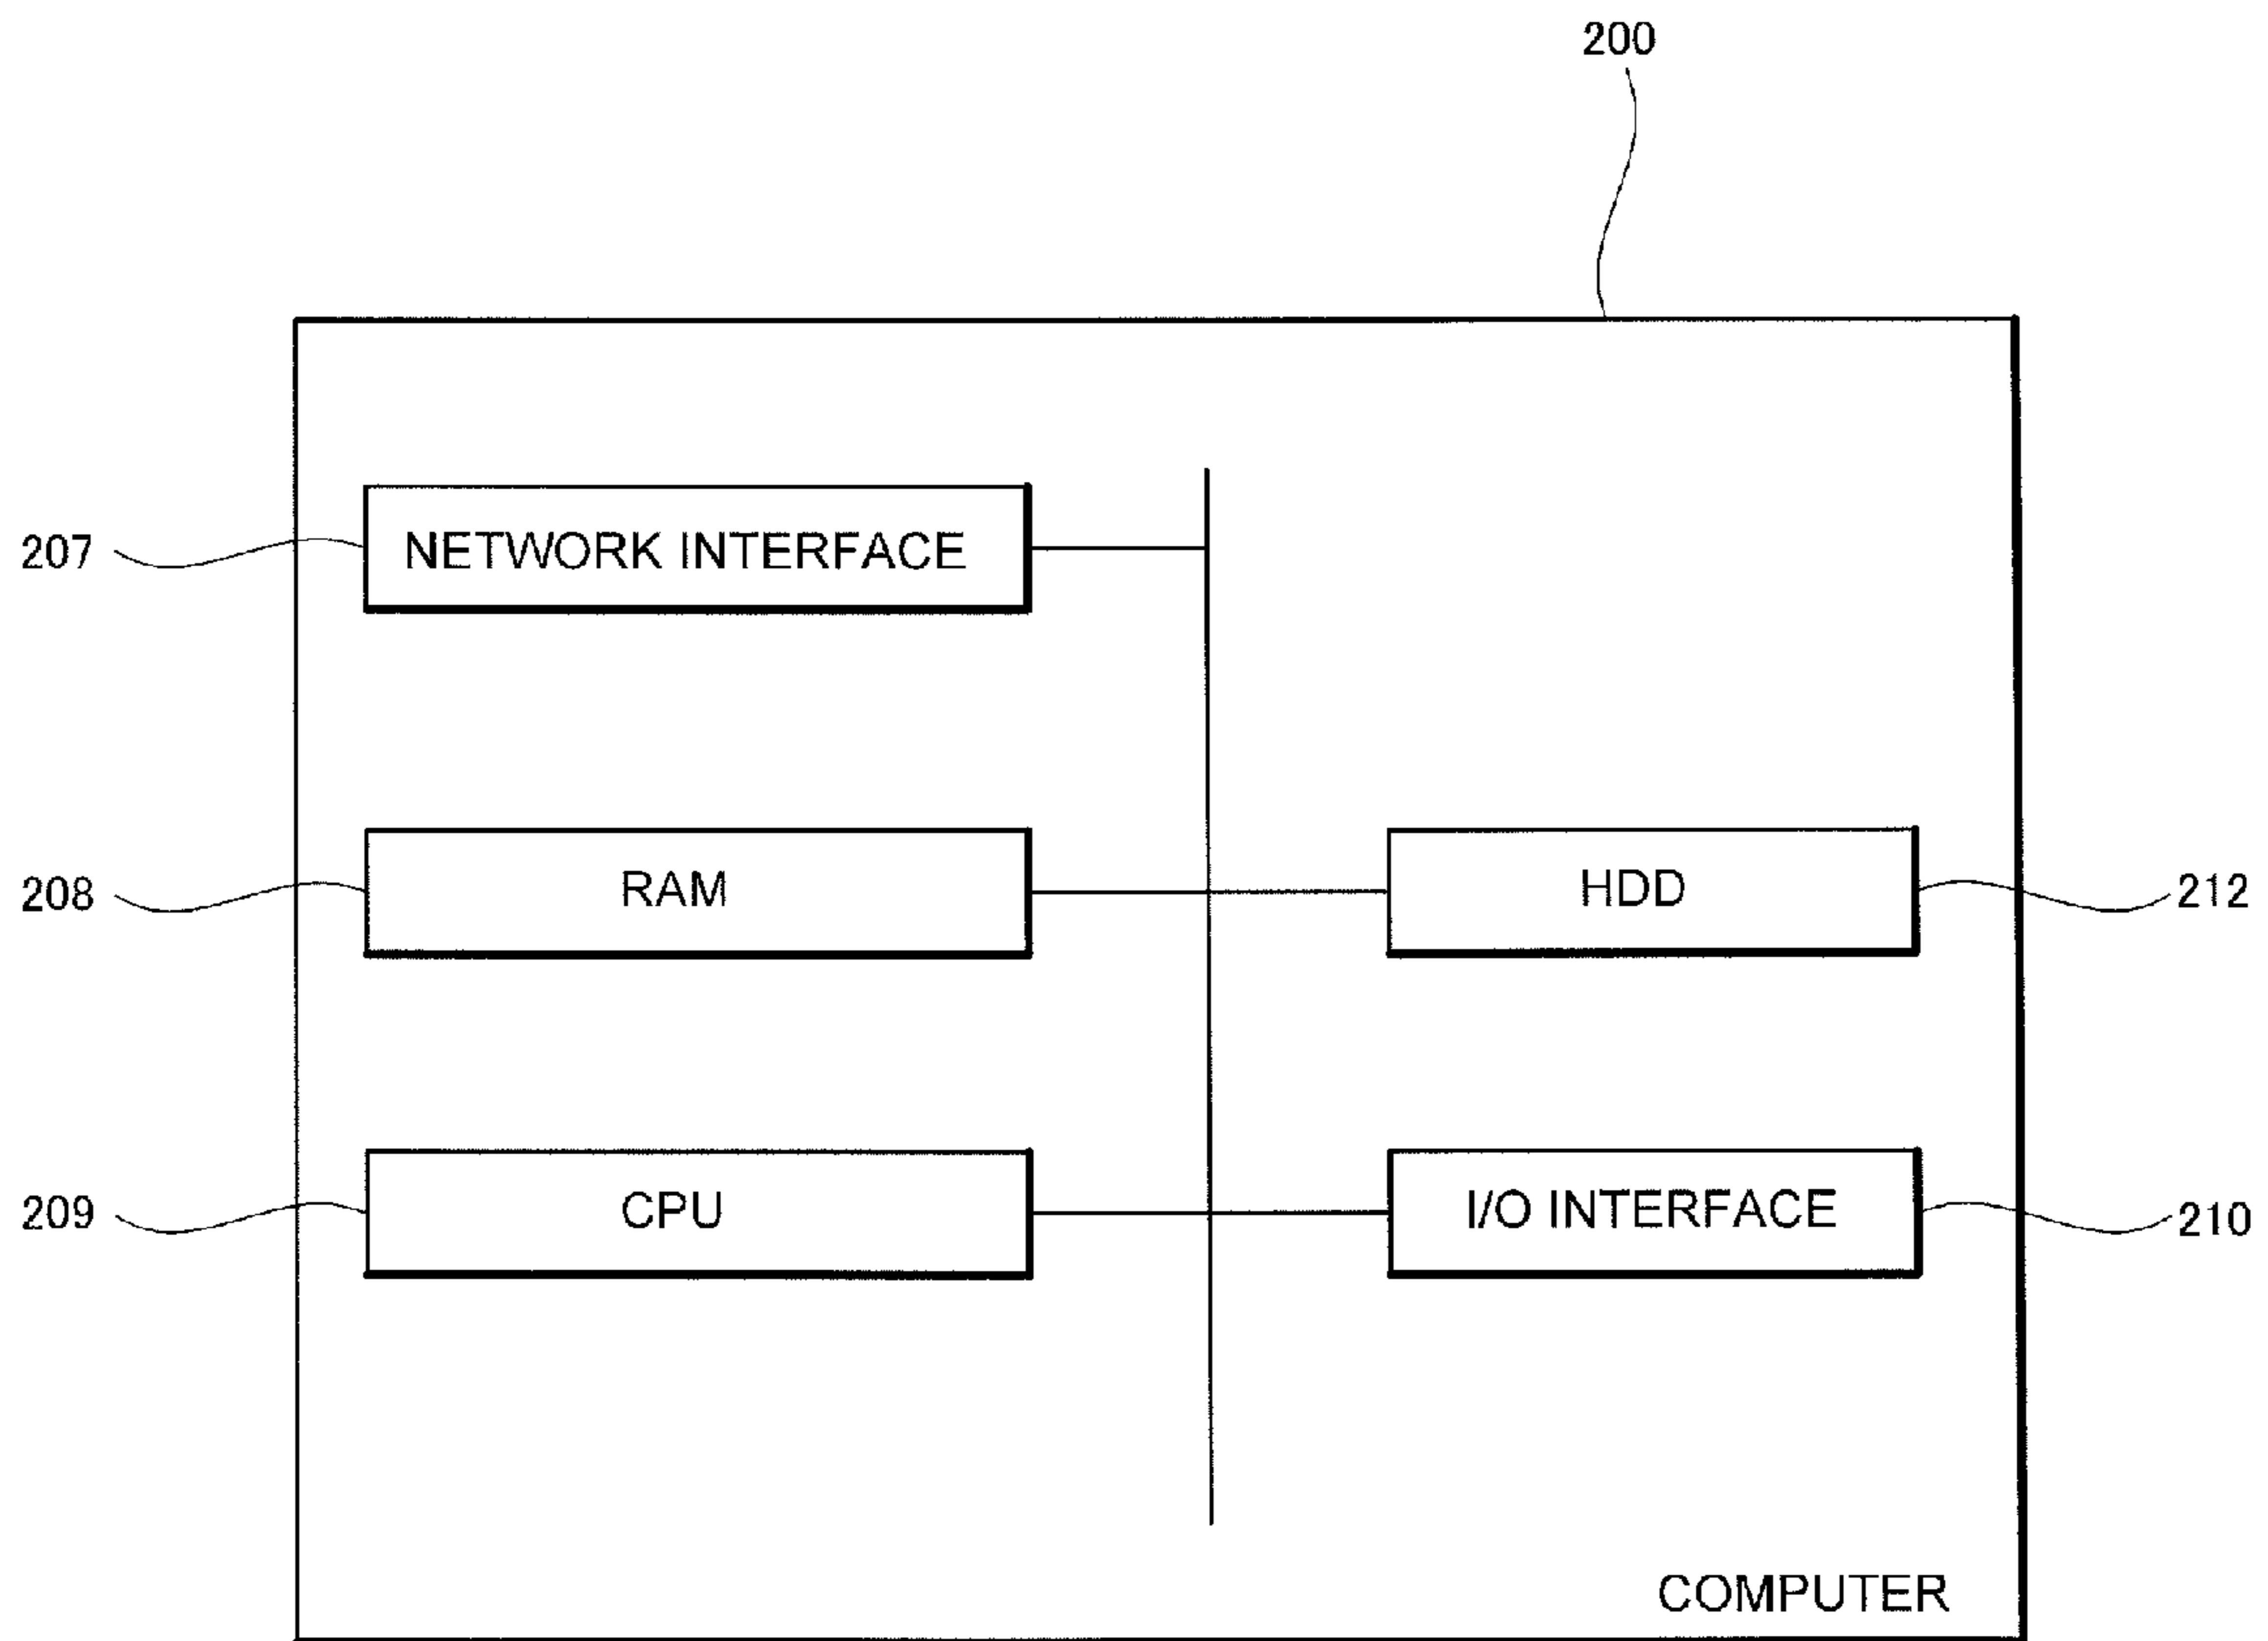 200
207
NETWORK INTERFACE
208
RAM
HDD
212
209
CPU
I/O INTERFACE
210
COMPUTER